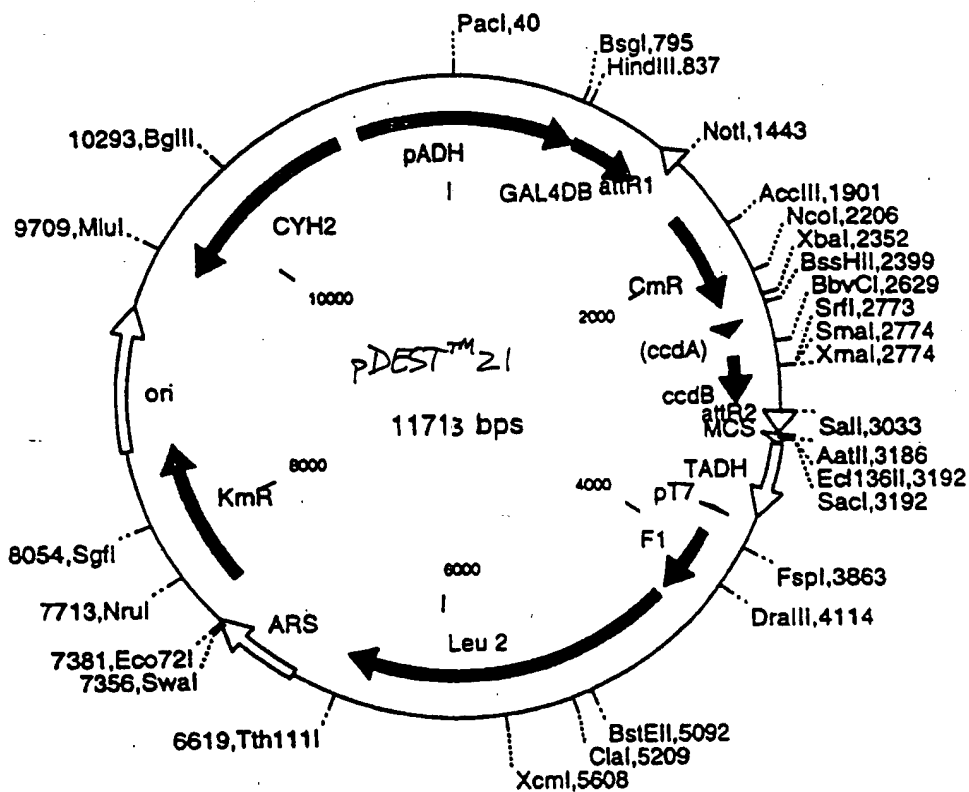 PacI,40
BsgI,795
HindIII.837
NotI,1443
AccIII,1901
NcoI,2206
XbaI,2352
BssHII,2399
BbvCI,2629
SrfI,2773
SmaI,2774
XmaI,2774
SalI,3033
AatII,3186
Ecl136II,3192
SacI,3192
FspI,3863
DraIII,4114
BstEII,5092
ClaI,5209
XcmI,5608
6619,Tth111I
7356,SwaI
7381,Eco72I
7713,NruI
8054,SgfI
9709,MluI
10293,BglII
pADH
GAL4DB
attR1
CmR
(ccdA)
ccdB
attR2
MCS
TADH
pT7
F1
Leu 2
ARS
KmR
ori
CYH2
2000
4000
6000
8000
10000
pDEST™21
11713 bps